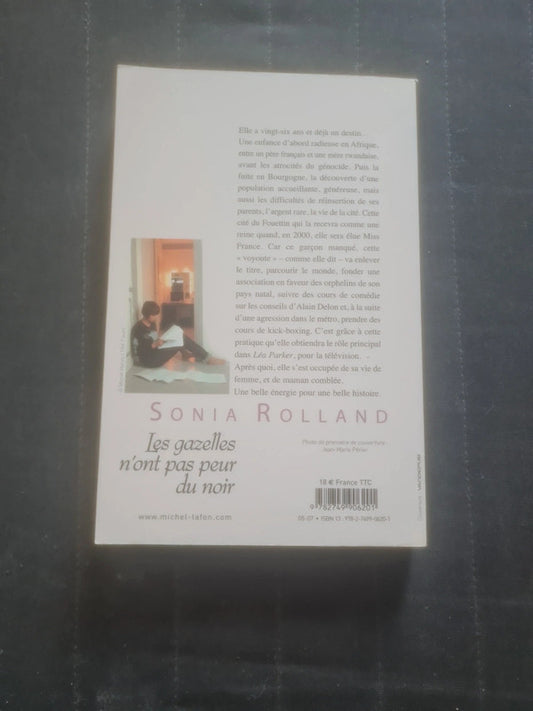 Elle a vingt-six ans et déjà un destin.
Une enfance d'abord radieuse en Afrique,
entre un père français et une mère rwandaise,
avant les atrocités du génocide. Puis la
fuite en Bourgogne, la découverte d'une
population accueillante, généreuse, mais
aussi les difficultés de réinsertion de ses
parents, l'argent rare, la vie de la cité. Cette
cité du Fouettin qui la recevra comme une
reine quand, en 2000, elle sera élue Miss
France. Car ce garçon manqué, cette
« voyoute » – comme elle dit – va enlever
le titre, parcourir le monde, fonder une
association en faveur des orphelins de son
pays natal, suivre des cours de comédie
sur les conseils d'Alain Delon et, à la suite
d'une agression dans le métro, prendre des
cours de kick-boxing. C'est grâce à cette
pratique qu'elle obtiendra le rôle principal
dans Léa Parker, pour la télévision.
Après quoi, elle s'est occupée de sa vie de
femme, et de maman comblée.
Une belle énergie pour une belle histoire.
SONIA ROLLAND
Les gazelles
n'ont pas peur
du noir
Photo de première de couverture :
Jean-Marie Périer
18 € France TTC
9782749906201
www.michel-lafon.com
05-07 • ISBN 13 : 978-2-7499-0620-1